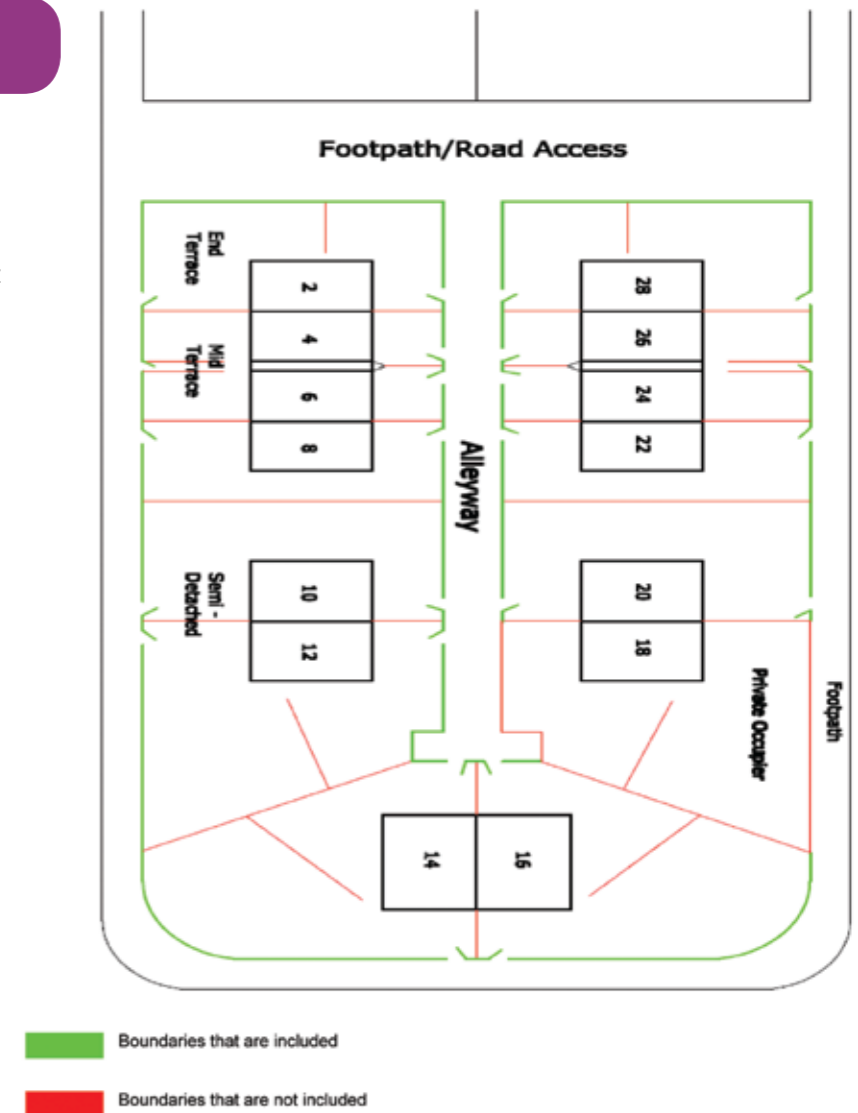 Footpath/Road Access
End
Terrace
2
28
4
26
Mid
Terrace
6
24
8
22
Alleyway
Semi -
Detached
10
20
12
18
Private Occupier
Footpath
14
16
Boundaries that are included
Boundaries that are not included